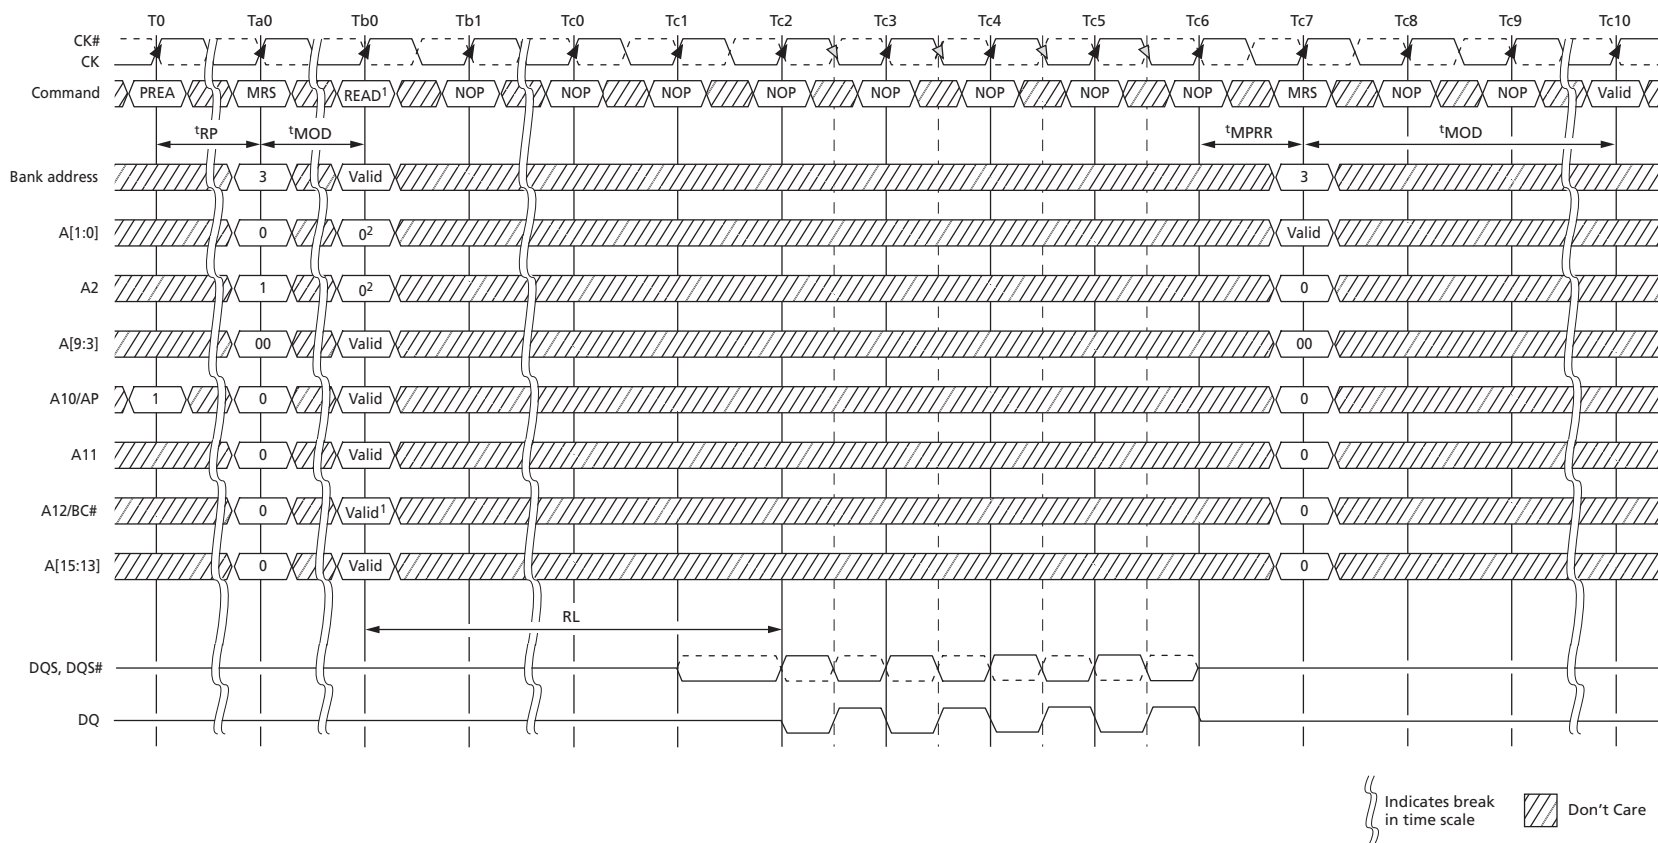 T0 Ta0 Tb0 Tb1 Tc0 Tc1 Tc2 Tc3 Tc4 Tc5 Tc6 Tc7 Tc8 Tc9 Tc10
CK#
CK
Command PREA MRS READ1 NOP NOP NOP NOP NOP NOP NOP NOP MRS NOP NOP Valid
tRP tMOD tMPRR tMOD
Bank address 3 Valid 3
A[1:0] 0 02 Valid
A2 1 02 0
A[9:3] 00 Valid 00
A10/AP 1 0 Valid 0
A11 0 Valid 0
A12/BC# 0 Valid1 0
A[15:13] 0 Valid 0
RL
DQS, DQS#
DQ
Indicates break
in time scale
Don't Care